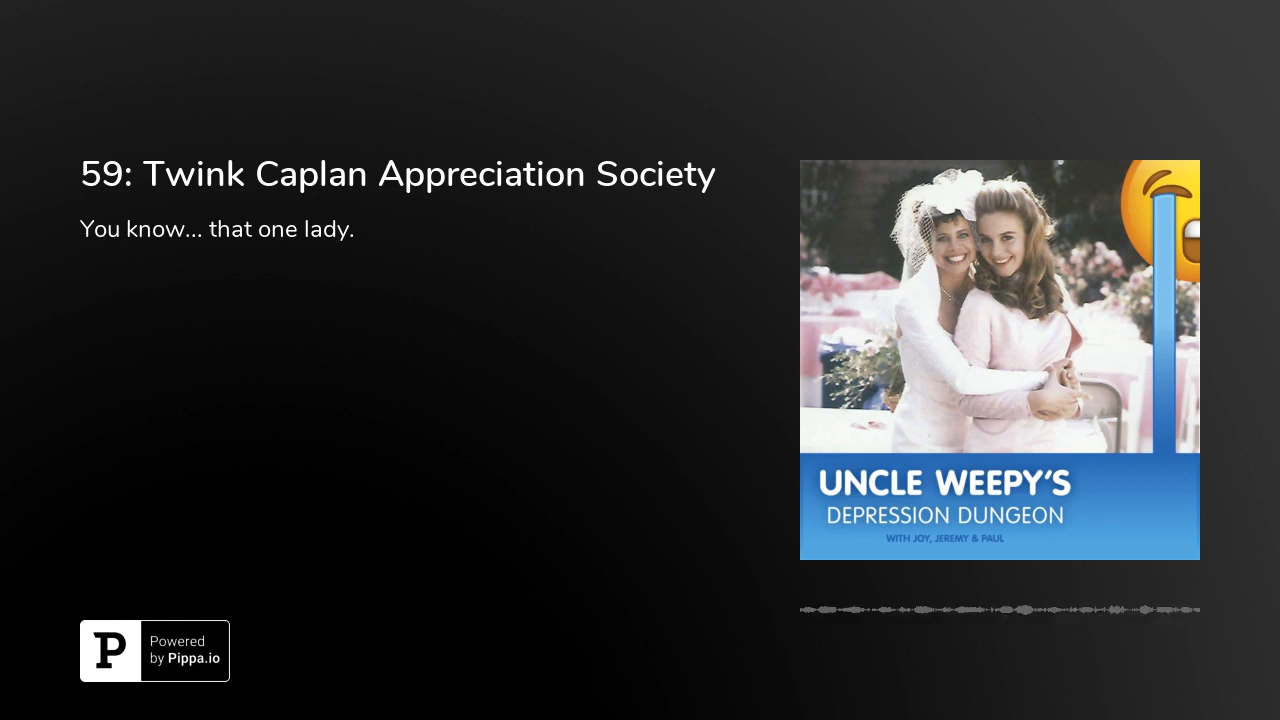 59: Twink Caplan Appreciation Society
You know... that one lady.
UNCLE WEEPY'S
DEPRESSION DUNGEON
WITH JOY, JEREMY & PAUL
P
Powered
by Pippa.io